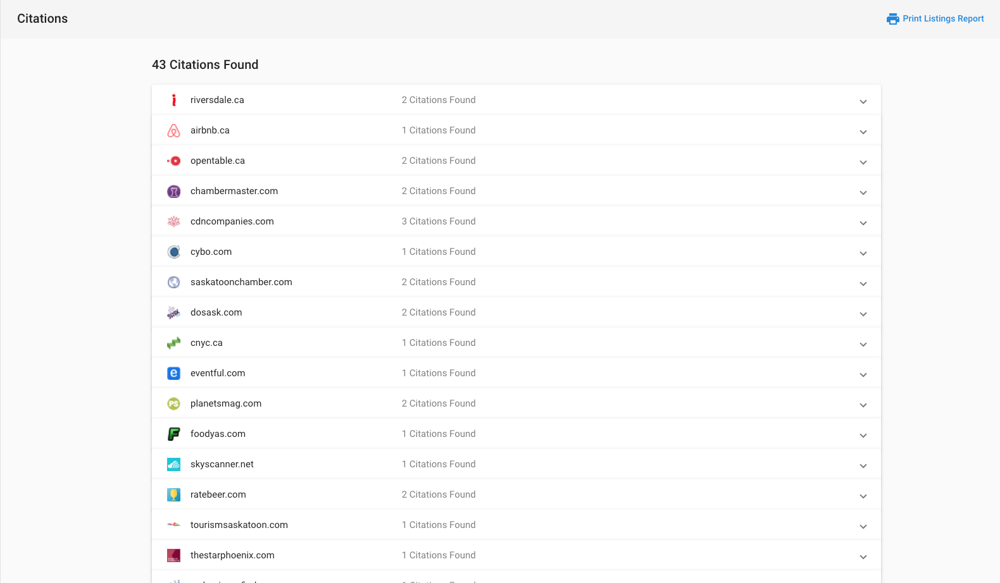 Citations
Print Listings Report
43 Citations Found
riversdale.ca 2 Citations Found
airbnb.ca 1 Citations Found
opentable.ca 2 Citations Found
chambermaster.com 2 Citations Found
cdncompanies.com 3 Citations Found
cybo.com 1 Citations Found
saskatoonchamber.com 2 Citations Found
dosask.com 2 Citations Found
cnyc.ca 1 Citations Found
e eventful.com 1 Citations Found
PS planetsmag.com 2 Citations Found
F foodyas.com 1 Citations Found
skyscanner.net 1 Citations Found
ratebeer.com 2 Citations Found
tourismsaskatoon.com 1 Citations Found
thestarphoenix.com 1 Citations Found